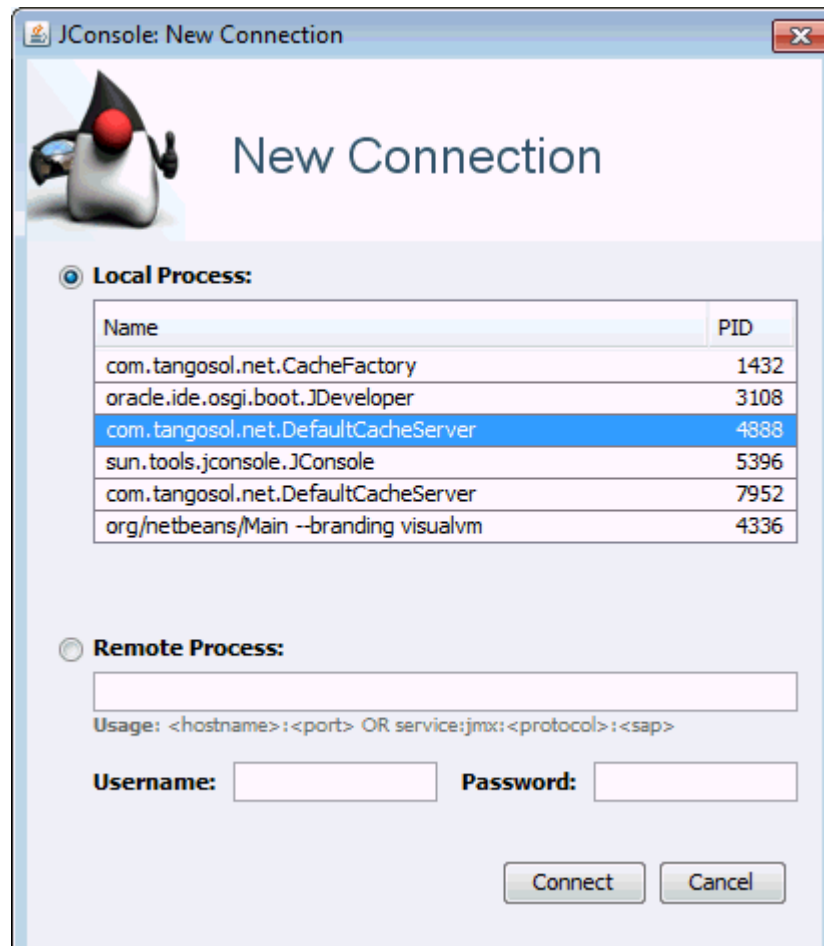 JConsole: New Connection
New Connection
Local Process:
Name PID
com.tangosol.net.CacheFactory 1432
oracle.ide.osgi.boot.JDeveloper 3108
com.tangosol.net.DefaultCacheServer 4888
sun.tools.jconsole.JConsole 5396
com.tangosol.net.DefaultCacheServer 7952
org/netbeans/Main --branding visualvm 4336
Remote Process:
Usage: <hostname>:<port> OR service:jmx:<protocol>:<sap>
Username: Password:
Connect Cancel